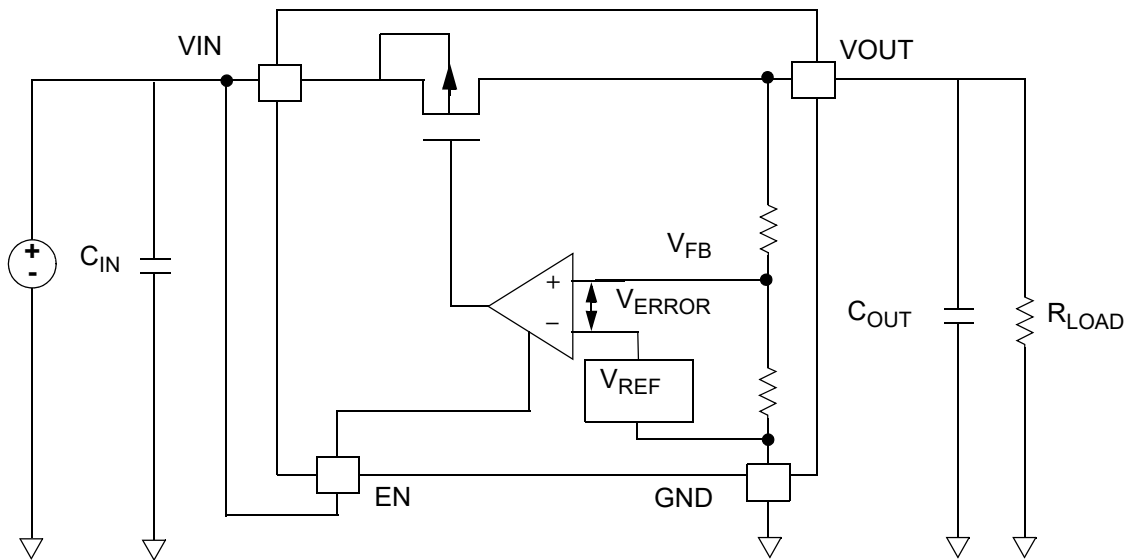 VIN
VOUT
+
-
C_IN
V_FB
+
V_ERROR
−
V_REF
C_OUT
R_LOAD
EN
GND